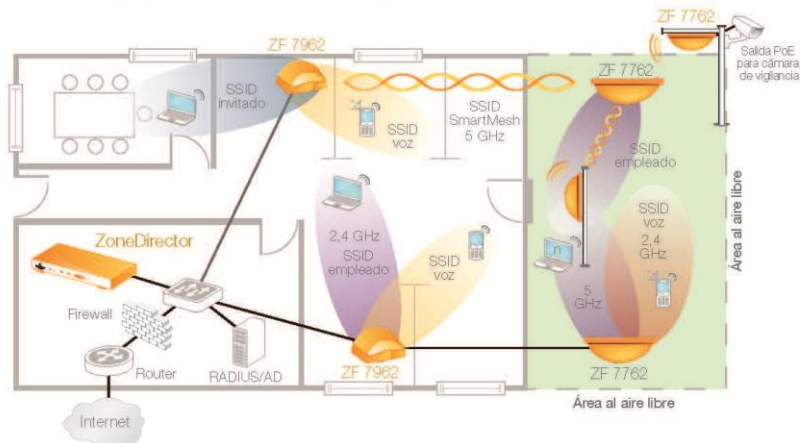 ZF 7762
ZF 7962
ZF 7762
Salida PoE
para cámara
de vigilancia
SSID
invitado
SSID
voz
SSID
SmartMesh
5 GHz
SSID
empleado
ZoneDirector
2,4 GHz
SSID
empleado
SSID
voz
n
SSID
voz
2,4
GHz
5
GHz
Área al aire libre
Firewall
Router
RADIUS/AD
Internet
ZF 7962
ZF 7762
Área al aire libre